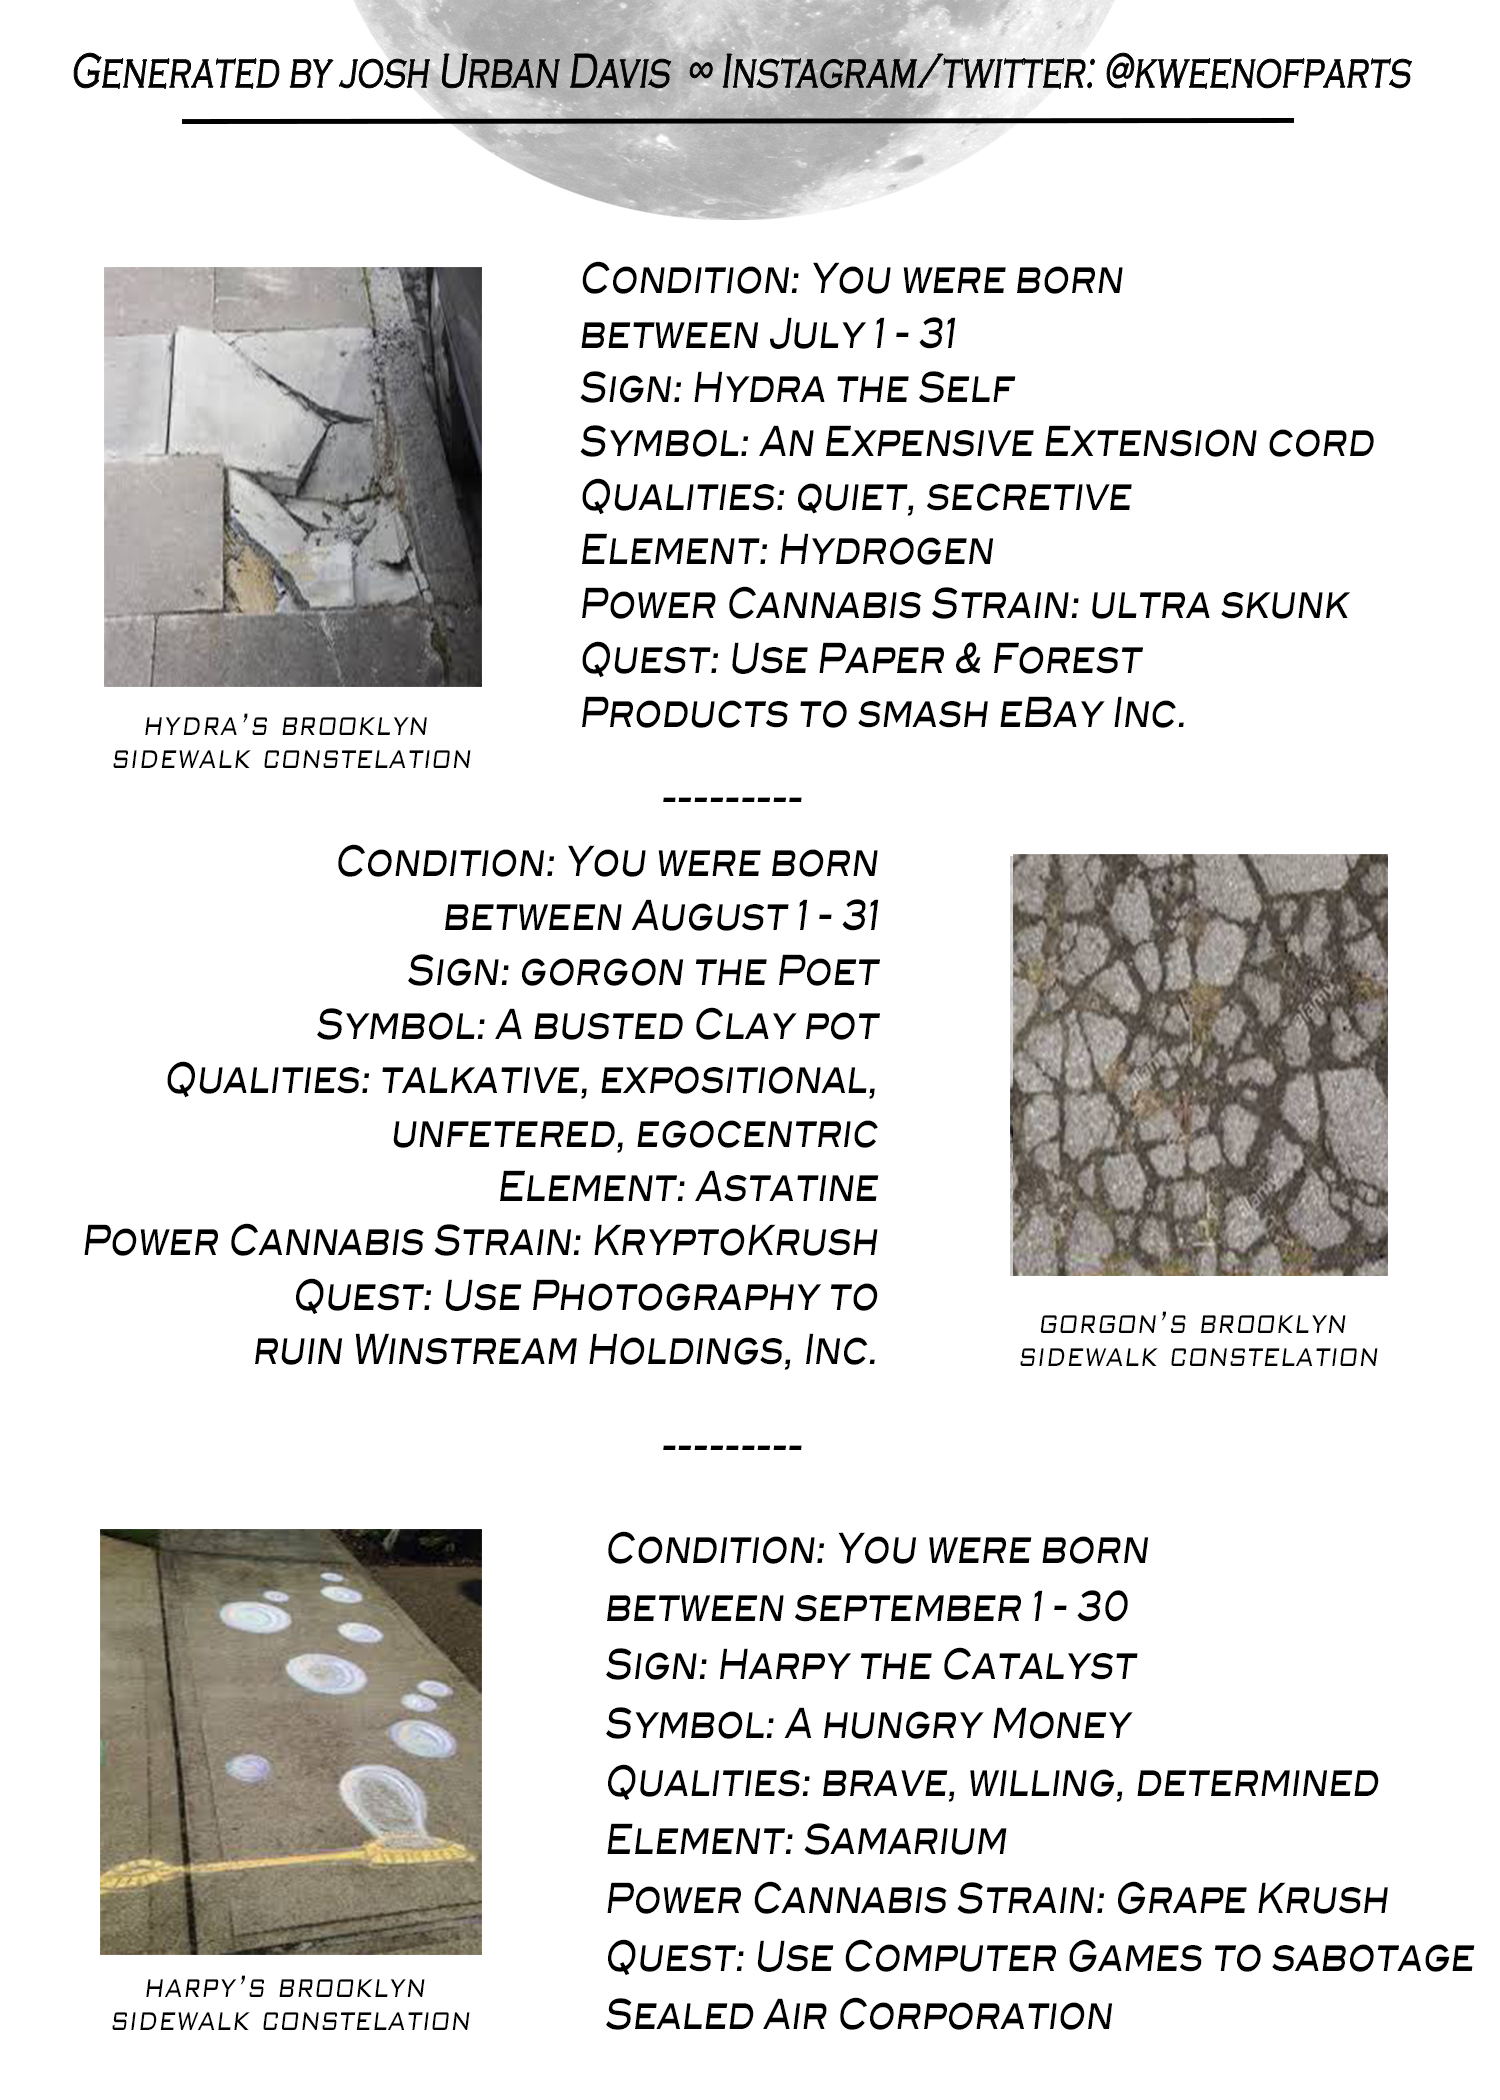 Generated by Josh Urban Davis ∞ Instagram/twitter: @kweenofparts
Condition: You were born
between July 1 - 31
Sign: Hydra the Self
Symbol: An Expensive Extension cord
Qualities: quiet, secretive
Element: Hydrogen
Power Cannabis Strain: ultra skunk
Quest: Use Paper & Forest
Products to smash eBay Inc.
HYDRA'S BROOKLYN
SIDEWALK CONSTELATION
---------
Condition: You were born
between August 1 - 31
Sign: gorgon the Poet
Symbol: A busted Clay pot
Qualities: talkative, expositional,
unfetered, egocentric
Element: Astatine
Power Cannabis Strain: KryptoKrush
Quest: Use Photography to
ruin Winstream Holdings, Inc.
alamy
alamy
alamy
GORGON'S BROOKLYN
SIDEWALK CONSTELATION
---------
Condition: You were born
between september 1 - 30
Sign: Harpy the Catalyst
Symbol: A hungry Money
Qualities: brave, willing, determined
Element: Samarium
Power Cannabis Strain: Grape Krush
Quest: Use Computer Games to sabotage
Sealed Air Corporation
HARPY'S BROOKLYN
SIDEWALK CONSTELATION